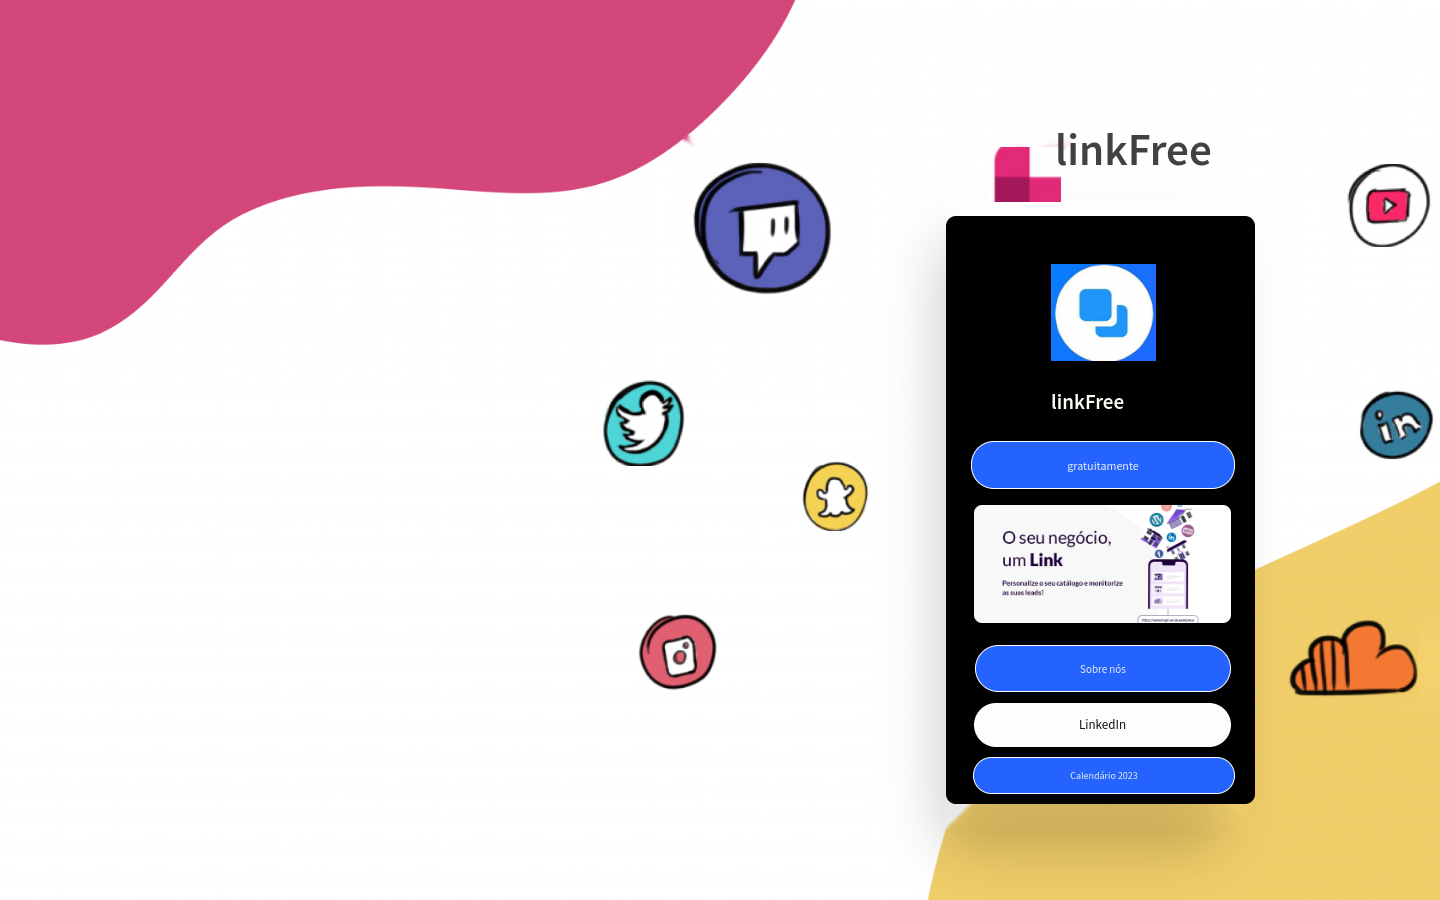 linkFree
linkFree
gratuitamente
O seu negócio,
um Link
Personalize o seu catálogo e monitorize
as suas leads!
Sobre nós
LinkedIn
Calendário 2023
in